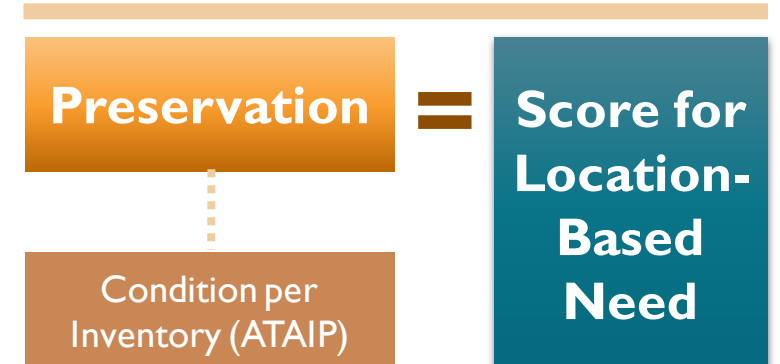 Preservation
=
Score for
Location-
Based
Need
Condition per
Inventory (ATAIP)